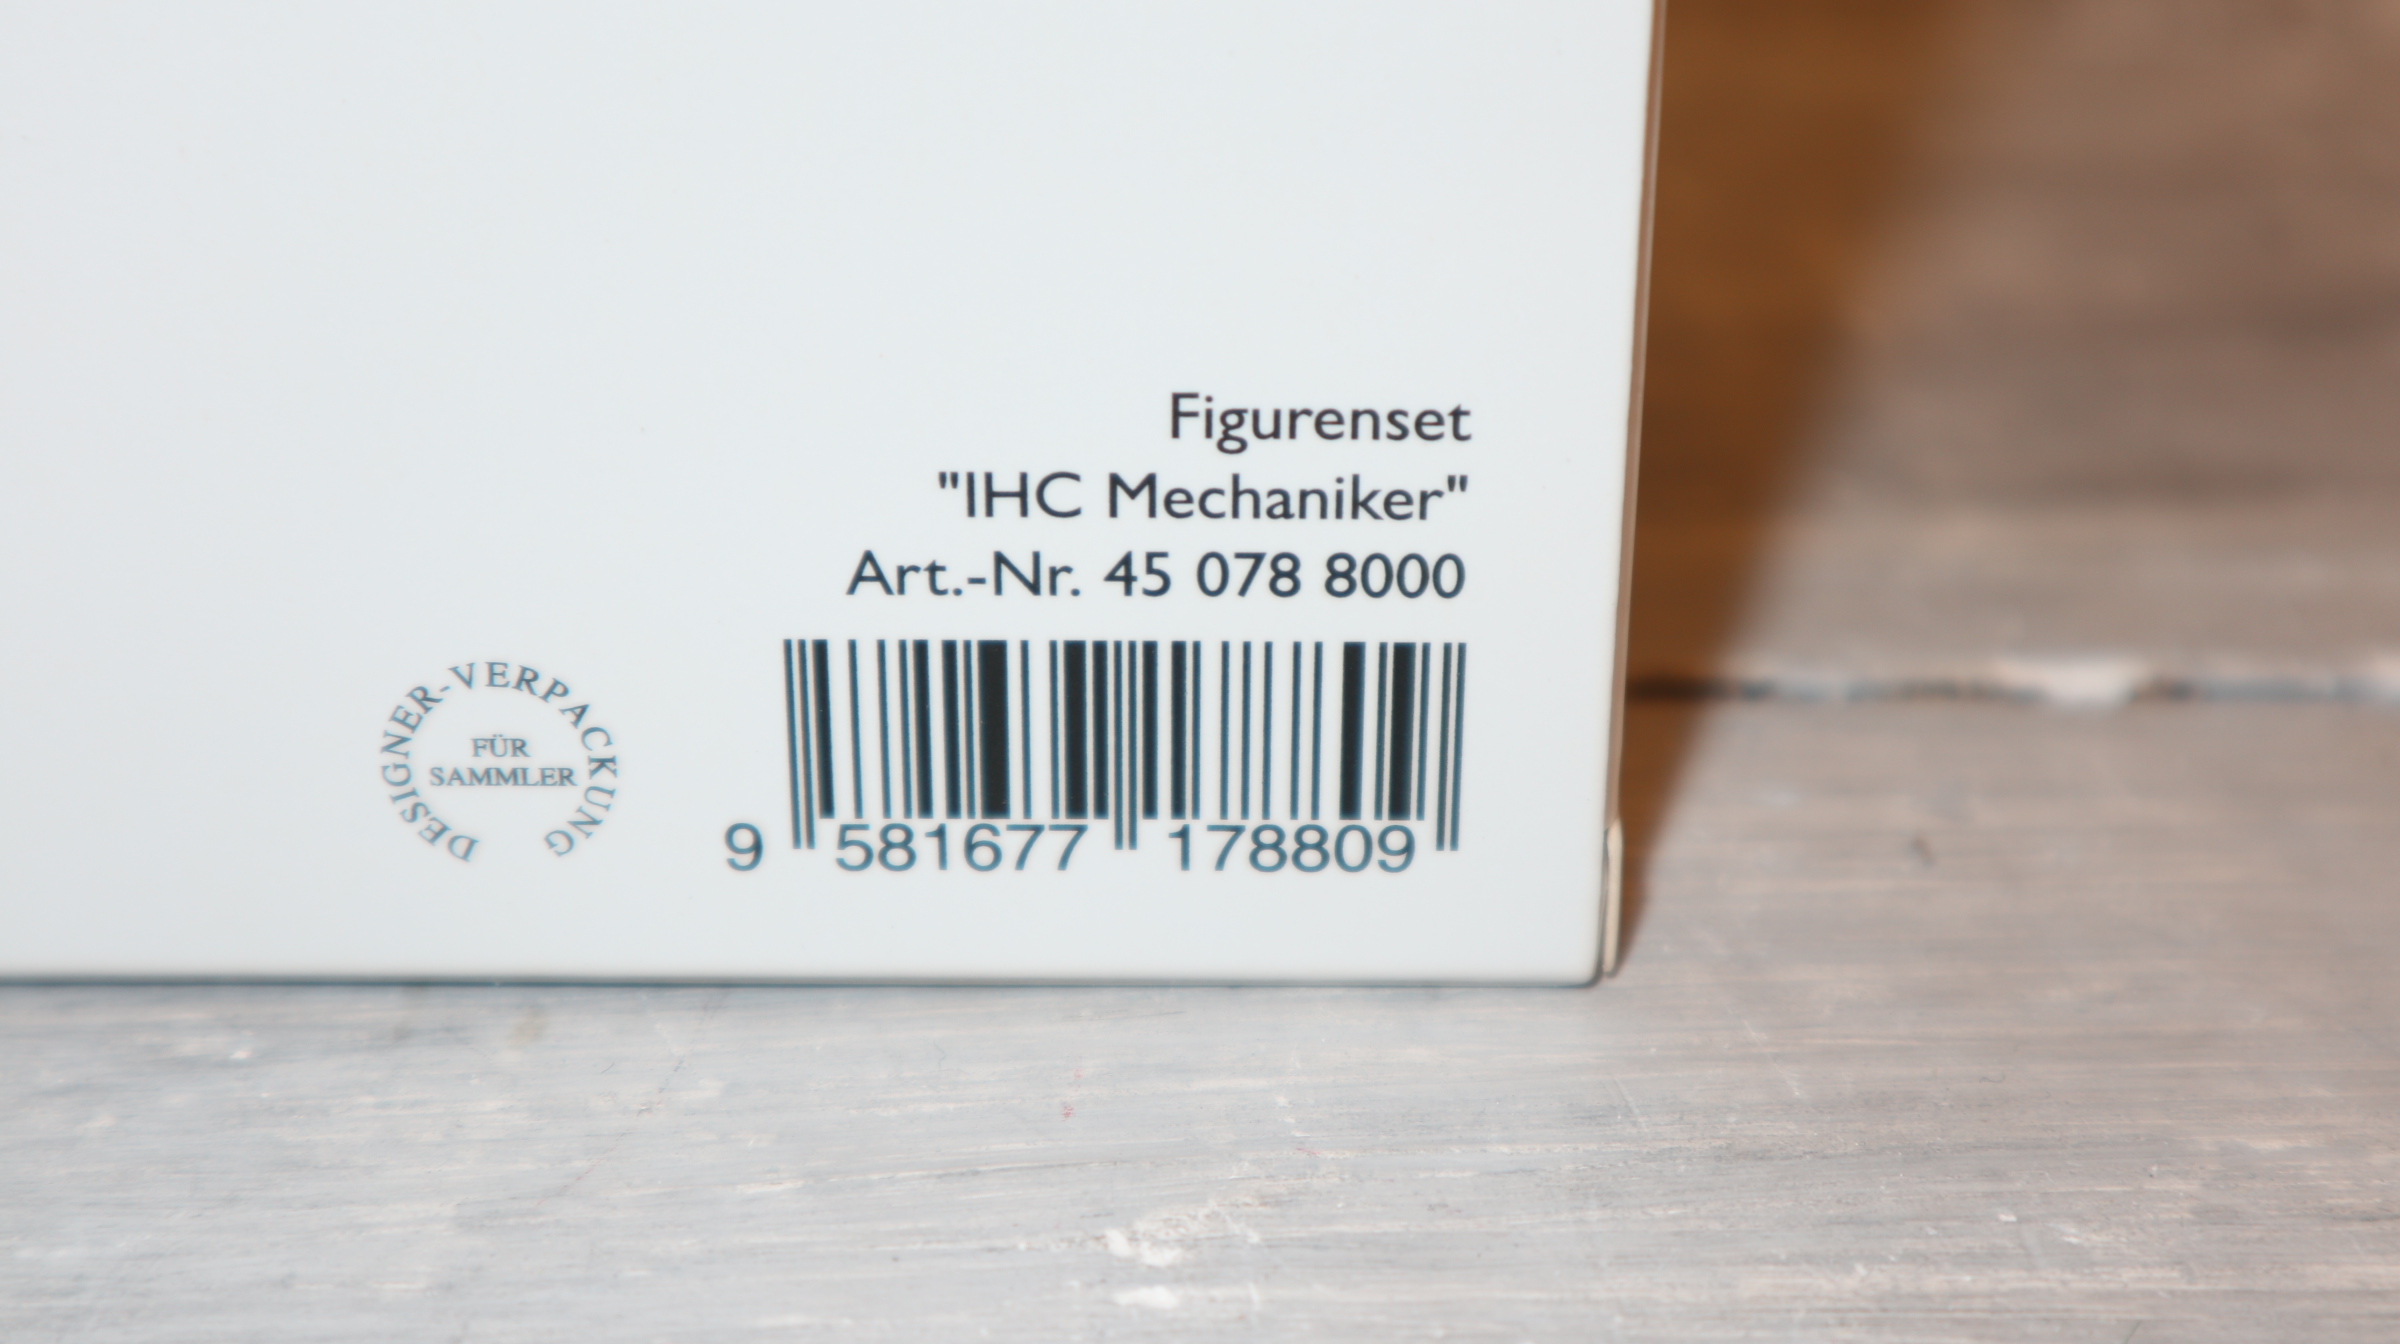 Figurenset
"IHC Mechaniker"
Art.-Nr. 45 078 8000
DESIGNER-VERPACKUNG
FÜR
SAMMLER
9 581677 178809